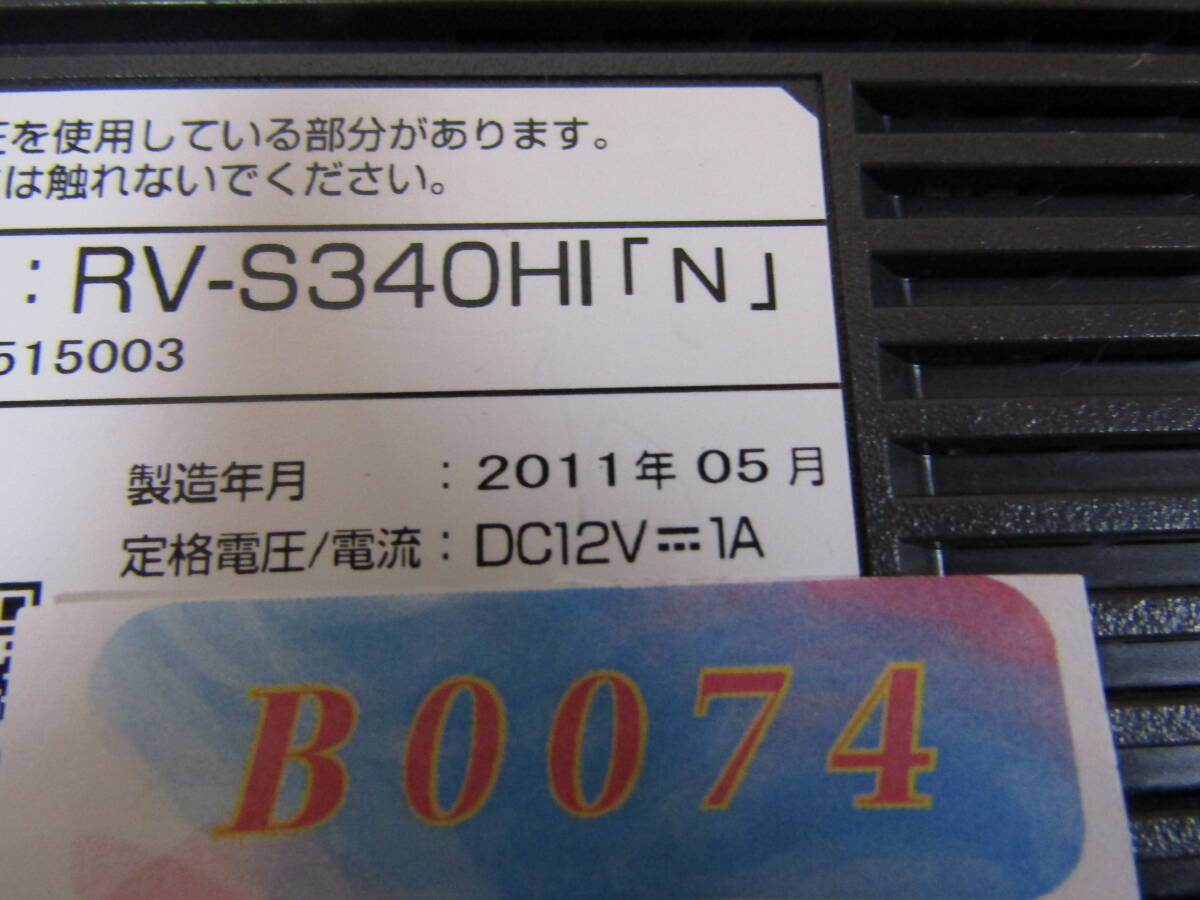 を使用している部分があります。
は触れないでください。
：RV-S340HI「N」
515003
製造年月 ：2011年 05月
定格電圧/電流：DC12V⎓1A
B0074